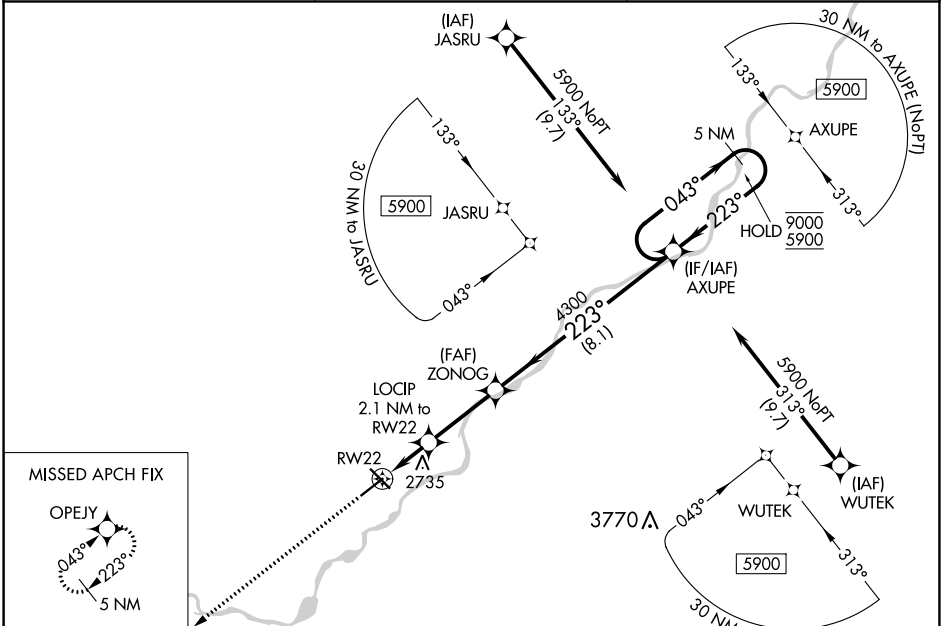 (IAF)
JASRU
5900 NoPT
133°
(9.7)
30 NM to AXUPE (NoPT)
133°
5900
AXUPE
313°
5 NM
043°
223°
HOLD 9000
5900
(IF/IAF)
AXUPE
30 NM to JASRU
133°
5900
JASRU
043°
4300
223°
(8.1)
(FAF)
ZONOG
LOCIP
2.1 NM to
RW22
RW22
2735
5900 NoPT
313°
(9.7)
(IAF)
WUTEK
3770
043°
WUTEK
313°
5900
30 NM
MISSED APCH FIX
OPEJY
043°
223°
5 NM